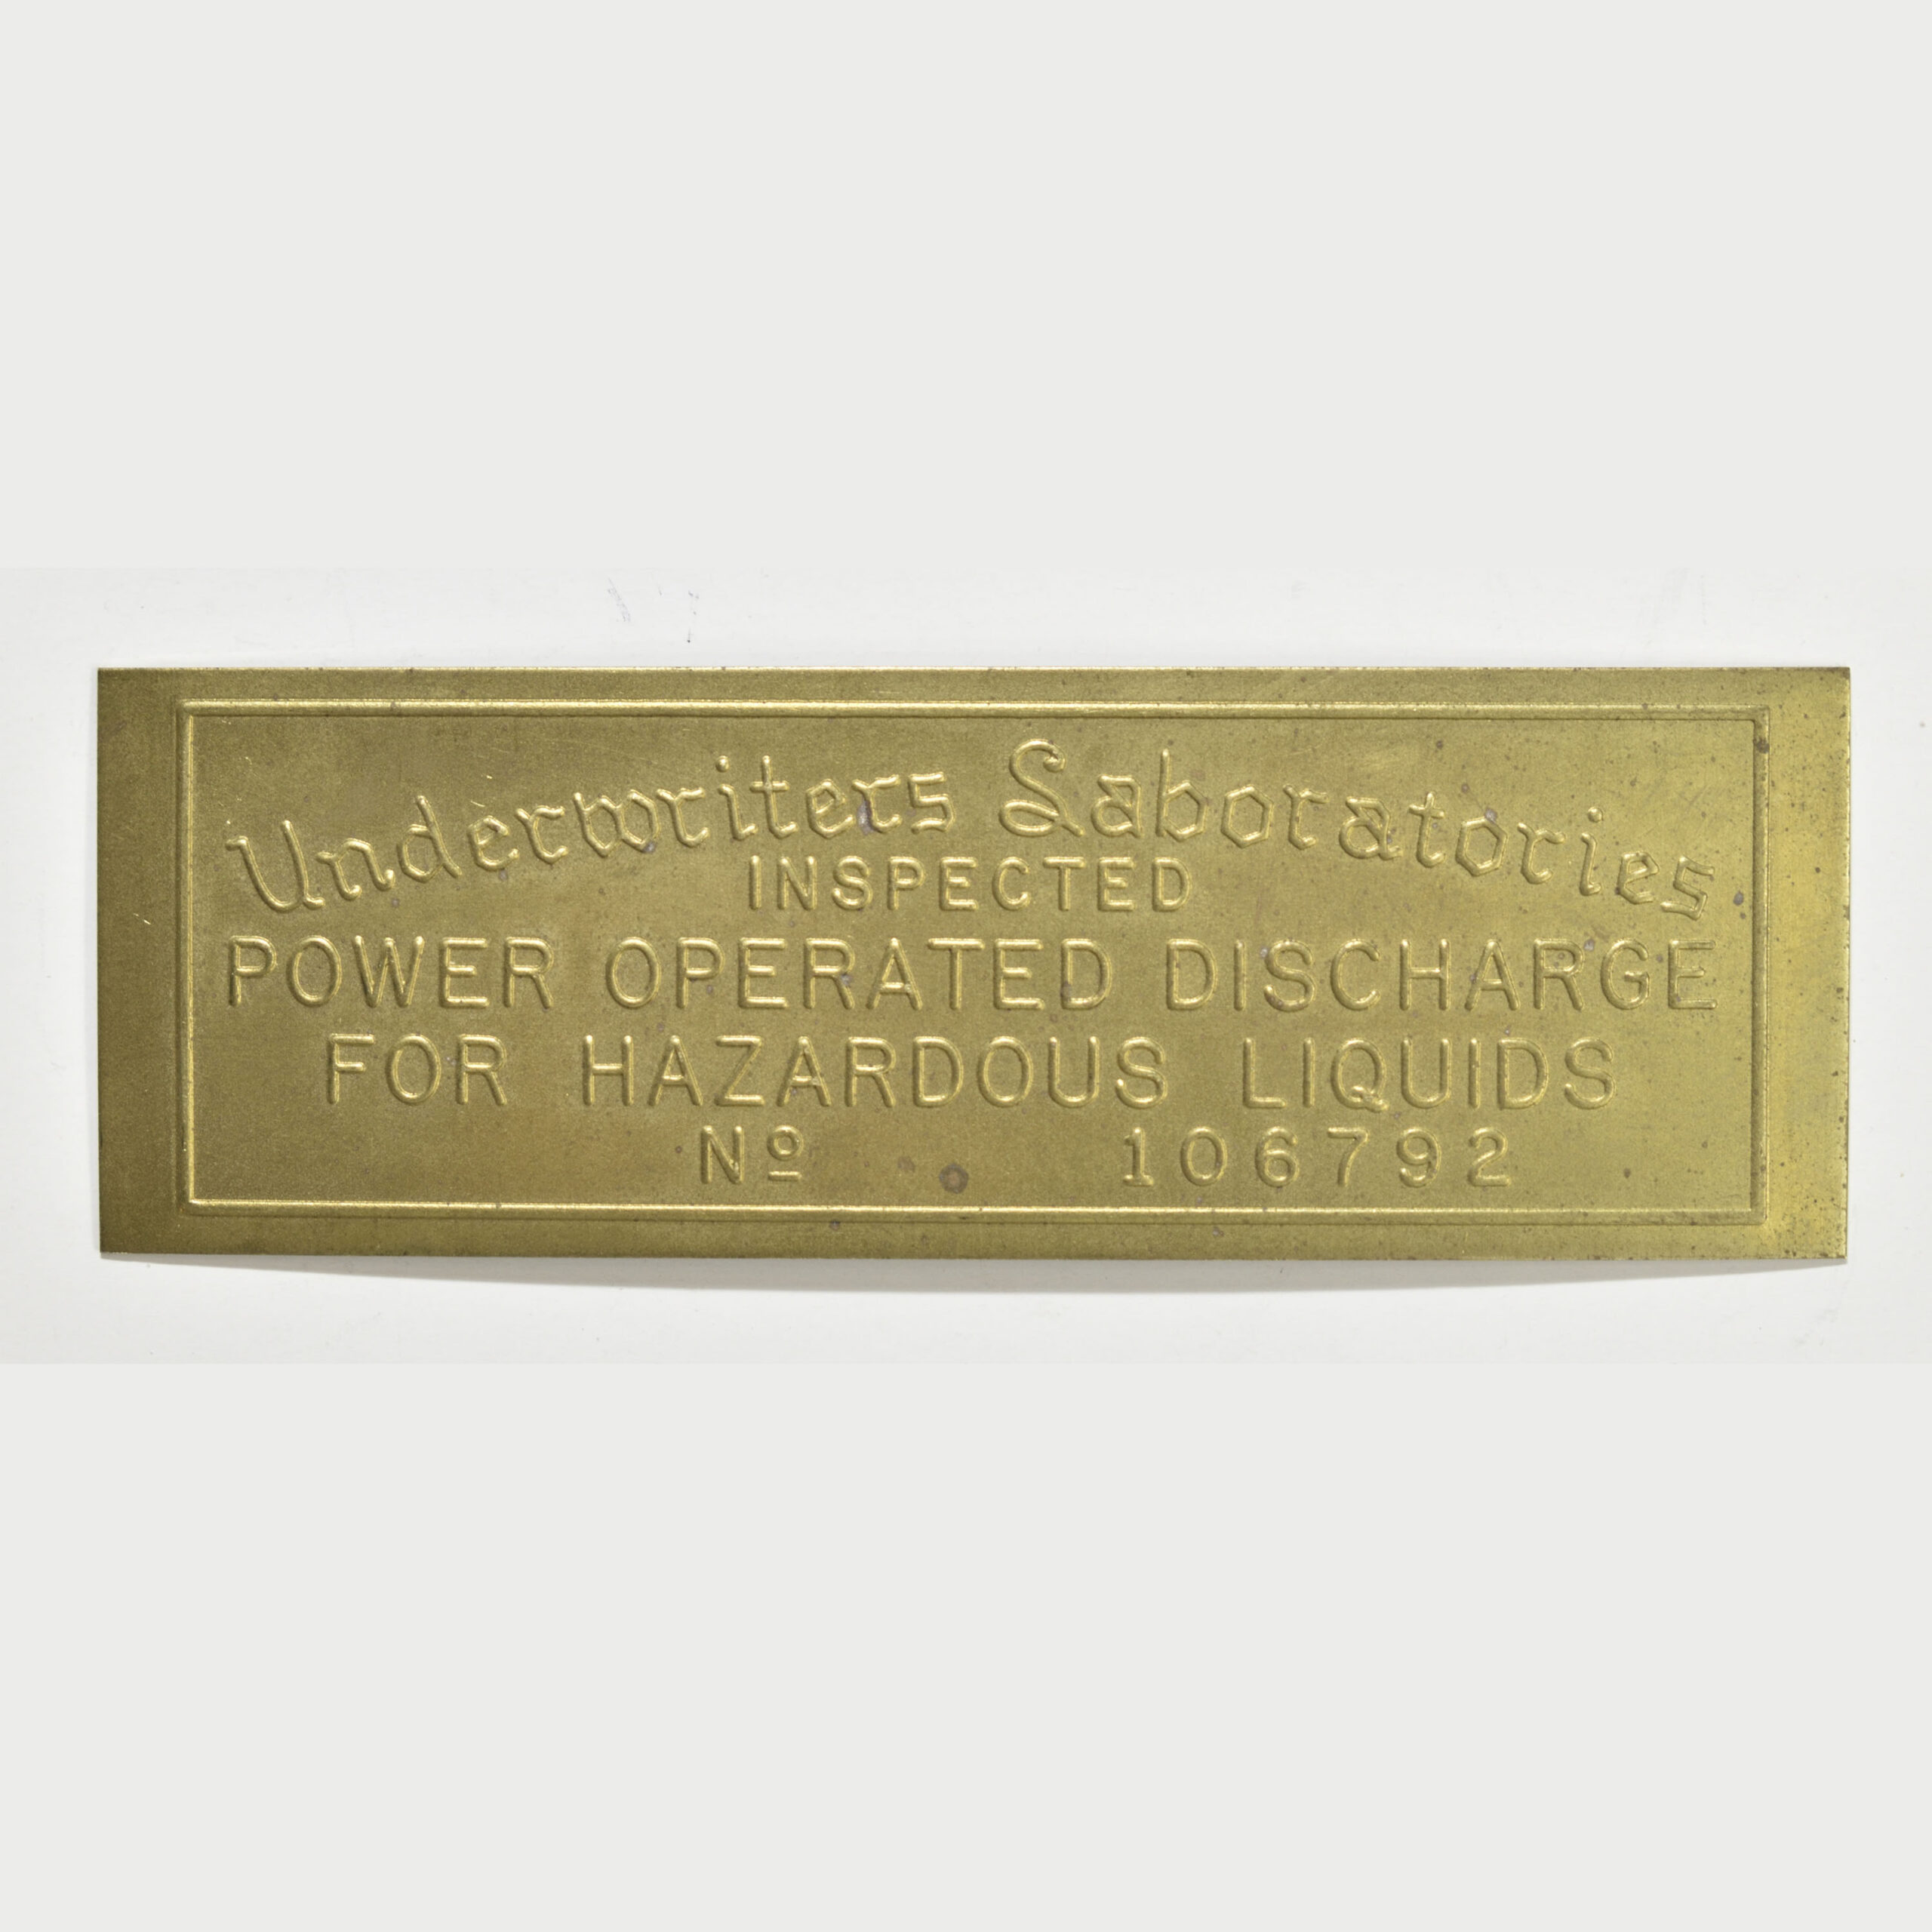 Underwriters Laboratories
INSPECTED
POWER OPERATED DISCHARGE
FOR HAZARDOUS LIQUIDS
Nº 106792